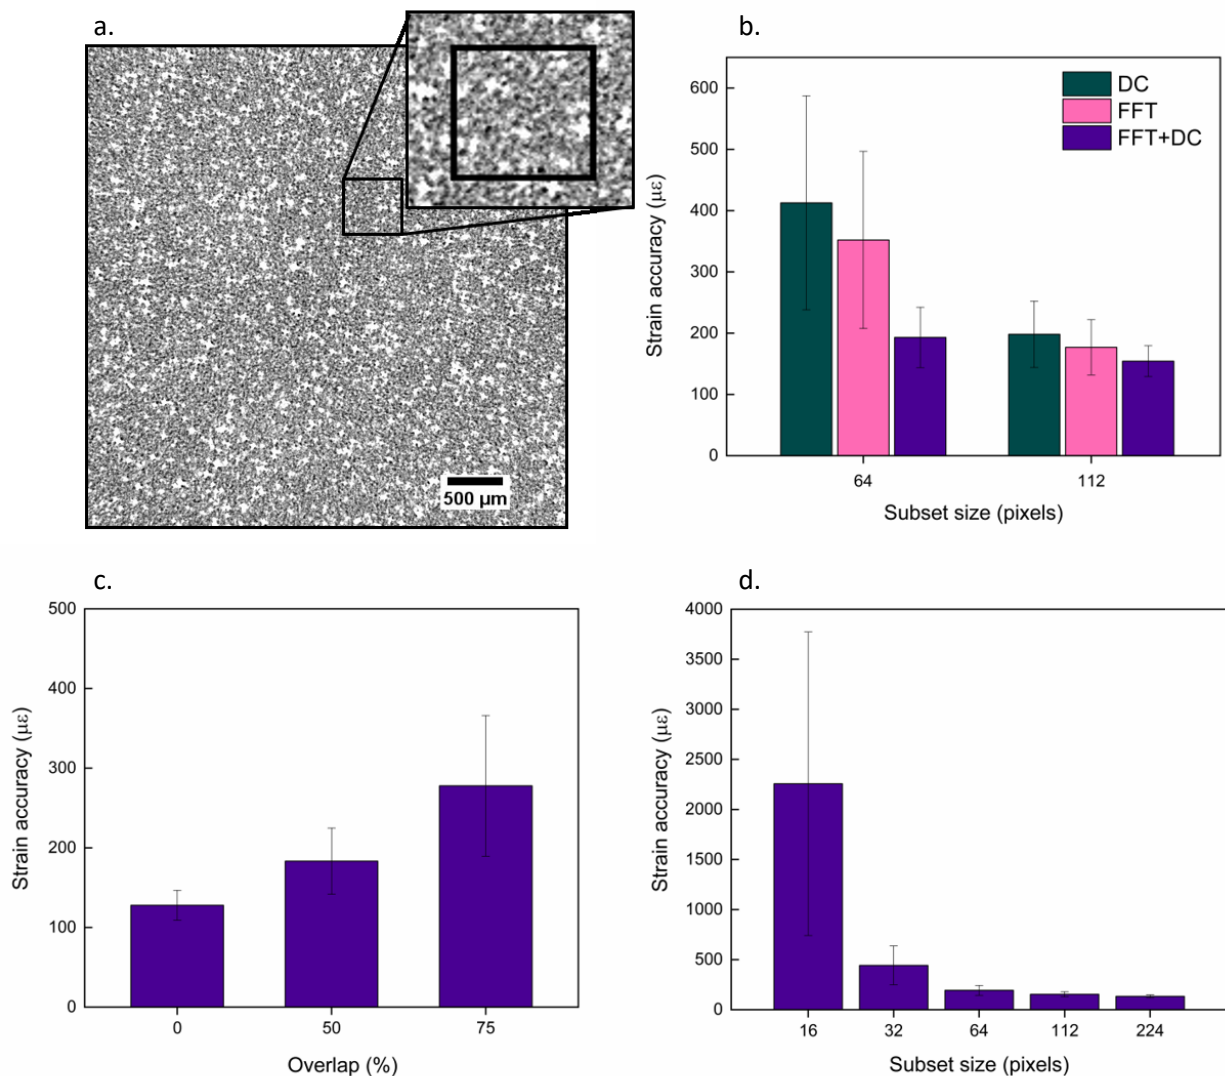 a.
500 µm
b.
Strain accuracy (µε)
600
500
400
300
200
100
0
DC
FFT
FFT+DC
64
112
Subset size (pixels)
c.
Strain accuracy (µε)
500
400
300
200
100
0
0
50
75
Overlap (%)
d.
Strain accuracy (µε)
4000
3500
3000
2500
2000
1500
1000
500
0
16
32
64
112
224
Subset size (pixels)